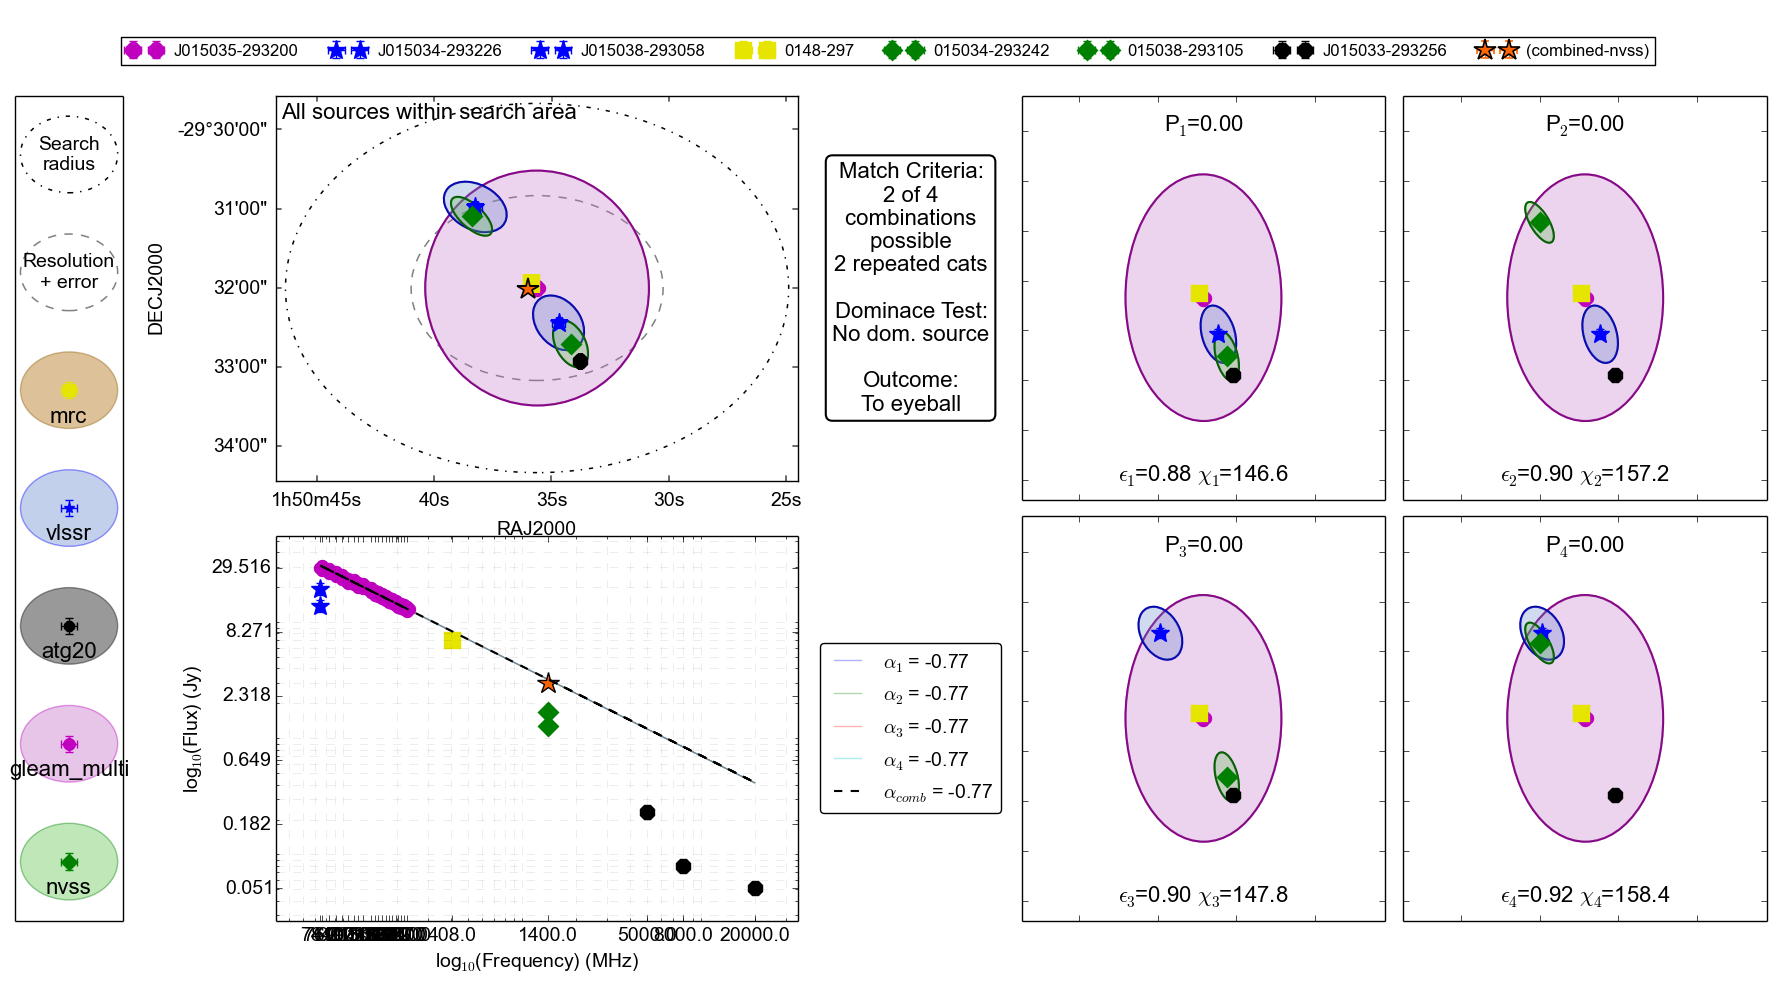 J015035-293200 J015034-293226 J015038-293058 0148-297 015034-293242 015038-293105 J015033-293256 (combined-nvss)
Search
radius
Resolution
+ error
mrc
vlssr
atg20
gleam_multi
nvss
All sources within search area
-29°30'00"
31'00"
32'00"
33'00"
34'00"
DECJ2000
1h50m45s 40s 35s 30s 25s
RAJ2000
Match Criteria:
2 of 4
combinations
possible
2 repeated cats
Dominace Test:
No dom. source
Outcome:
To eyeball
P1=0.00
ϵ1=0.88 χ1=146.6
P2=0.00
ϵ2=0.90 χ2=157.2
29.516
8.271
2.318
0.649
0.182
0.051
log10(Flux) (Jy)
408.0 1400.0 5000.0 8000.0 20000.0
log10(Frequency) (MHz)
α1 = -0.77
α2 = -0.77
α3 = -0.77
α4 = -0.77
αcomb = -0.77
P3=0.00
ϵ3=0.90 χ3=147.8
P4=0.00
ϵ4=0.92 χ4=158.4